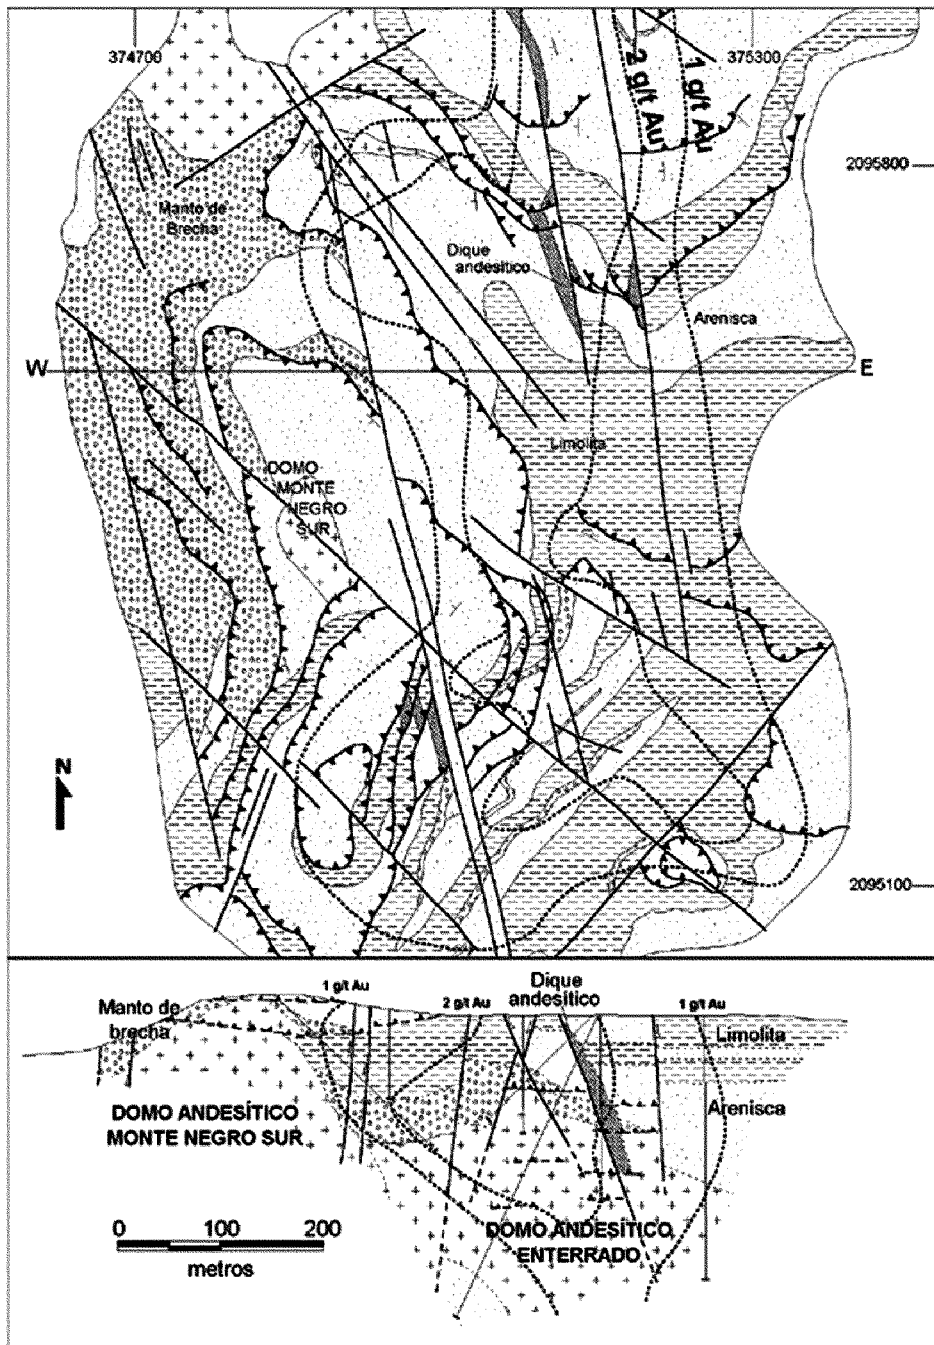 374700
375300
2 g/t Au
1 g/t Au
2095800
Manto de
Brecha
Dique
andesítico
Arenisca
W
E
Limolita
DOMO
MONTE
NEGRO
SUR
N
2095100
Dique
andesítico
1 g/t Au
2 g/t Au
1 g/t Au
Manto de
brecha
Limolita
DOMO ANDESÍTICO
MONTE NEGRO SUR
Arenisca
0 100 200
metros
DOMO ANDESÍTICO
ENTERRADO